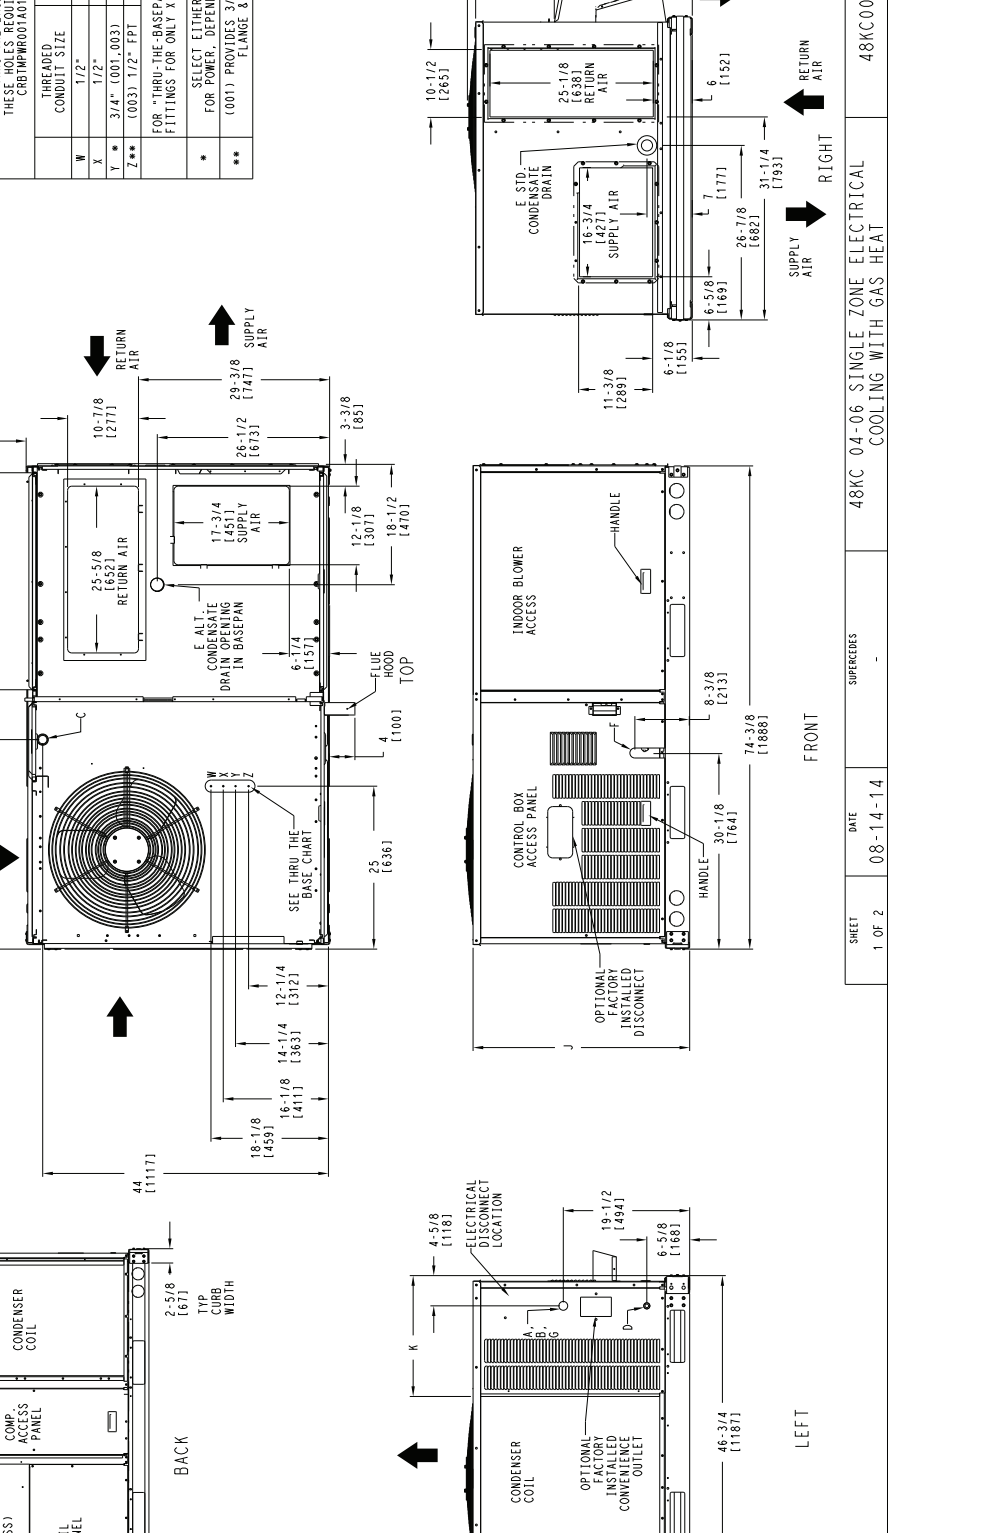 THESE HOLES REQUI
CRBTMPWR001A01
THREADED
CONDUIT SIZE
W 1/2"
X 1/2"
Y * 3/4" (001,003)
Z ** (003) 1/2" FPT
FOR "THRU-THE-BASEPA
FITTINGS FOR ONLY X
* SELECT EITHER
FOR POWER, DEPEN
** (001) PROVIDES 3/
FLANGE &
10-1/2
[265]
25-1/8
[638]
RETURN
AIR
6
[152]
RETURN
AIR
E STD.
CONDENSATE
DRAIN
16-3/4
[427]
SUPPLY AIR
7
[177]
31-1/4
[793]
26-7/8
[682]
6-5/8
[169]
SUPPLY
AIR
RIGHT
6-1/8
[155]
11-3/8
[289]
RETURN
AIR
SUPPLY
AIR
10-7/8
[277]
29-3/8
[747]
26-1/2
[673]
3-3/8
[85]
25-5/8
[652]
RETURN AIR
17-3/4
[451]
SUPPLY
AIR
12-1/8
[307]
18-1/2
[470]
E ALT.
CONDENSATE
DRAIN OPENING
IN BASEPAN
6-1/4
[157]
FLUE
HOOD
TOP
C
4
[100]
W
X
Y
Z
SEE THRU THE
BASE CHART
25
[636]
12-1/4
[312]
14-1/4
[363]
16-1/8
[411]
18-1/8
[459]
44
[1117]
INDOOR BLOWER
ACCESS
HANDLE
F
8-3/8
[213]
74-3/8
[1888]
CONTROL BOX
ACCESS PANEL
HANDLE
30-1/8
[764]
OPTIONAL
FACTORY
INSTALLED
DISCONNECT
J
FRONT
CONDENSER
COIL
2-5/8
[67]
TYP
CURB
WIDTH
COMP.
ACCESS
PANEL
BACK
4-5/8
[118]
ELECTRICAL
DISCONNECT
LOCATION
19-1/2
[494]
6-5/8
[168]
A,
B,
G
D
K
CONDENSER
COIL
OPTIONAL
FACTORY
INSTALLED
CONVENIENCE
OUTLET
46-3/4
[1187]
LEFT
SHEET
1 OF 2
DATE
08-14-14
SUPERCEDES
-
48KC 04-06 SINGLE ZONE ELECTRICAL
COOLING WITH GAS HEAT
48KC00